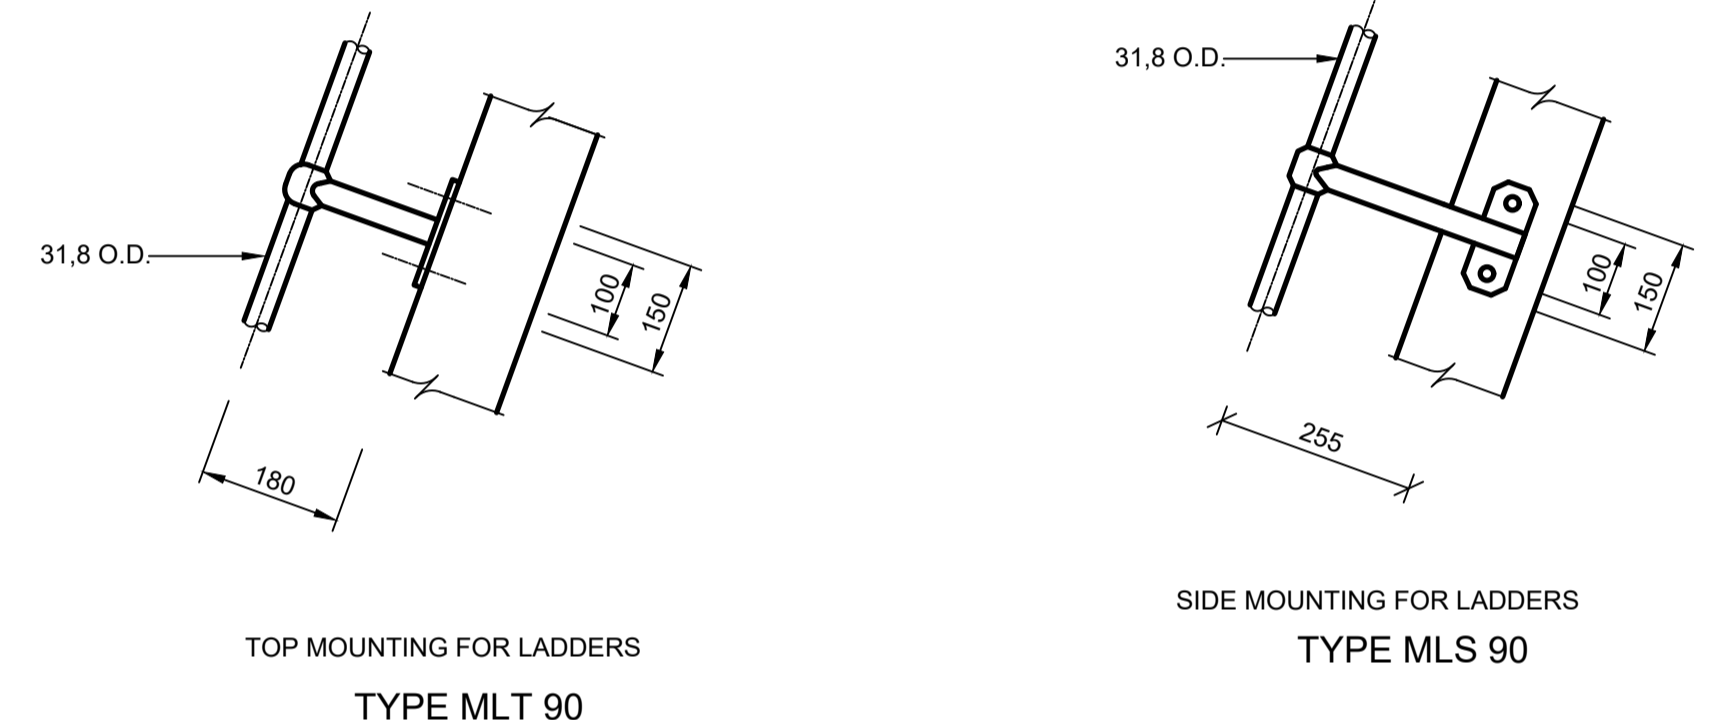 31,8 O.D.
100
150
180
TOP MOUNTING FOR LADDERS
TYPE MLT 90
31,8 O.D.
100
150
255
SIDE MOUNTING FOR LADDERS
TYPE MLS 90